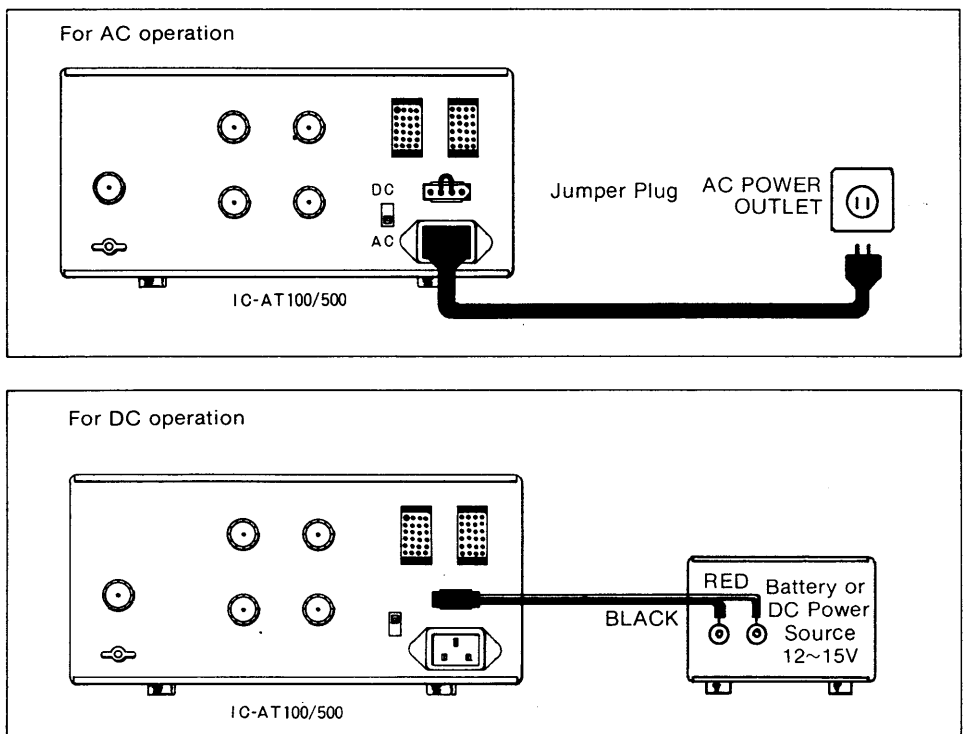 For AC operation
DC
AC
Jumper Plug
AC POWER
OUTLET
IC-AT100/500
For DC operation
RED
BLACK
Battery or
DC Power
Source
12~15V
IC-AT100/500